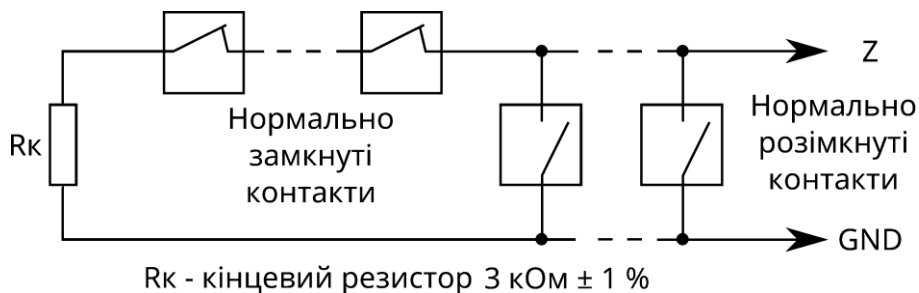 Z
Rк
Нормально
замкнуті
контакти
Нормально
розімкнуті
контакти
GND
Rк - кінцевий резистор 3 кОм ± 1 %